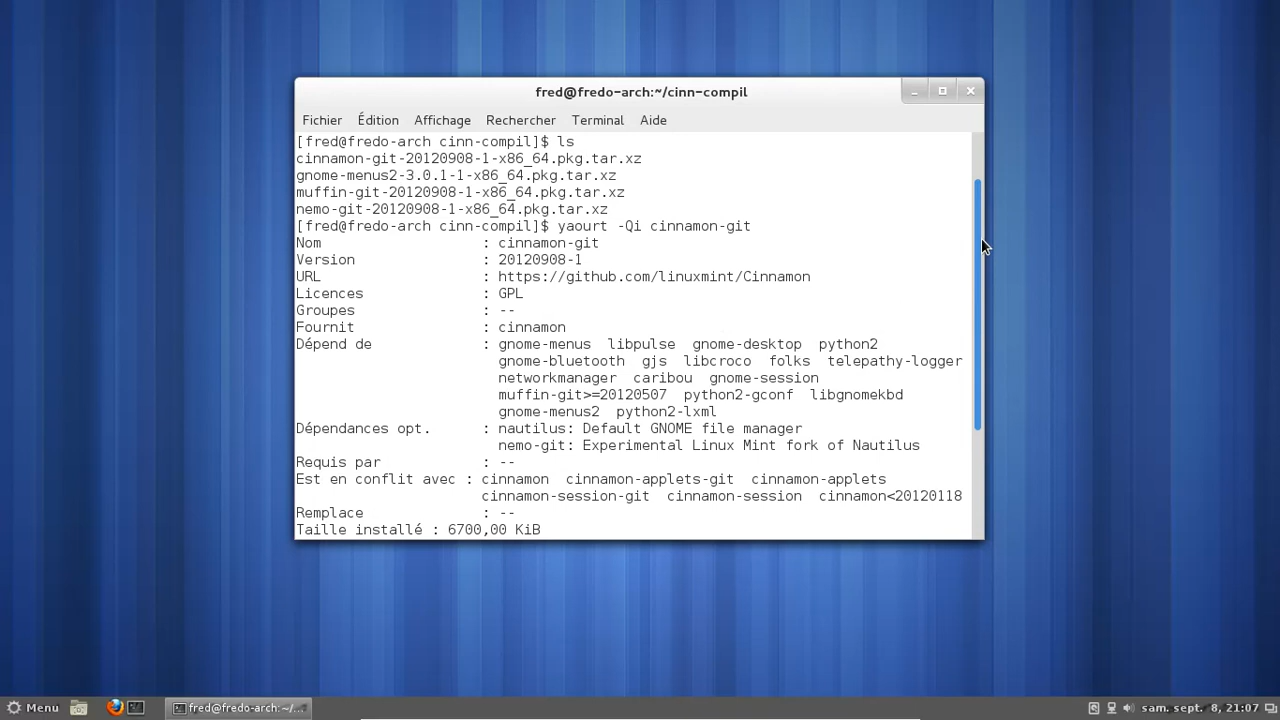 fred@fredo-arch:~/cinn-compil
Fichier Édition Affichage Rechercher Terminal Aide
[fred@fredo-arch cinn-compil]$ ls
cinnamon-git-20120908-1-x86_64.pkg.tar.xz
gnome-menus2-3.0.1-1-x86_64.pkg.tar.xz
muffin-git-20120908-1-x86_64.pkg.tar.xz
nemo-git-20120908-1-x86_64.pkg.tar.xz
[fred@fredo-arch cinn-compil]$ yaourt -Qi cinnamon-git
Nom : cinnamon-git
Version : 20120908-1
URL : https://github.com/linuxmint/Cinnamon
Licences : GPL
Groupes : --
Fournit : cinnamon
Dépend de : gnome-menus libpulse gnome-desktop python2
gnome-bluetooth gjs libcroco folks telepathy-logger
networkmanager caribou gnome-session
muffin-git>=20120507 python2-gconf libgnomekbd
gnome-menus2 python2-lxml
Dépendances opt. : nautilus: Default GNOME file manager
nemo-git: Experimental Linux Mint fork of Nautilus
Requis par : --
Est en conflit avec : cinnamon cinnamon-applets-git cinnamon-applets
cinnamon-session-git cinnamon-session cinnamon<20120118
Remplace : --
Taille installé : 6700,00 KiB
Menu fred@fredo-arch:~/... sam. sept. 8, 21:07